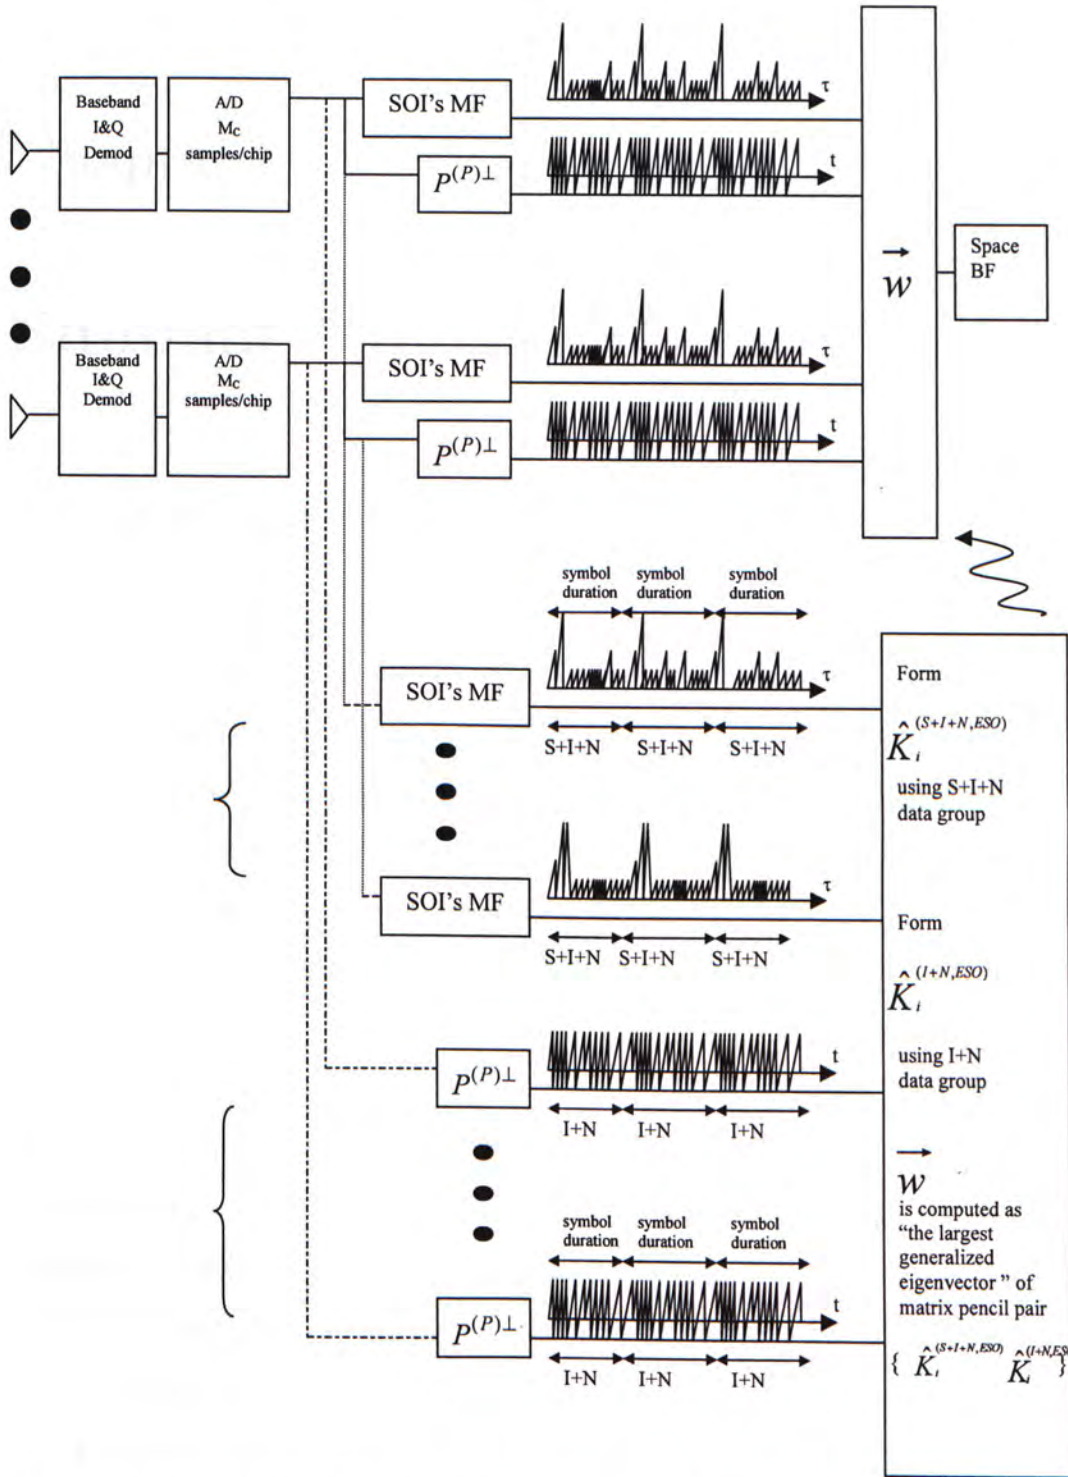 Baseband
I&Q
Demod
A/D
Mc
samples/chip
SOI's MF
τ
P(P)⊥
t
w
Space
BF
Baseband
I&Q
Demod
A/D
Mc
samples/chip
SOI's MF
τ
P(P)⊥
t
symbol duration
symbol duration
symbol duration
SOI's MF
τ
S+I+N S+I+N S+I+N
SOI's MF
τ
S+I+N S+I+N S+I+N
P(P)⊥
t
I+N I+N I+N
symbol duration
symbol duration
symbol duration
P(P)⊥
t
I+N I+N I+N
Form
K̂i(S+I+N,ESO)
using S+I+N
data group
Form
K̂i(I+N,ESO)
using I+N
data group
w
is computed as
“the largest
generalized
eigenvector” of
matrix pencil pair
{ K̂i(S+I+N,ESO) K̂i(I+N,ESO }